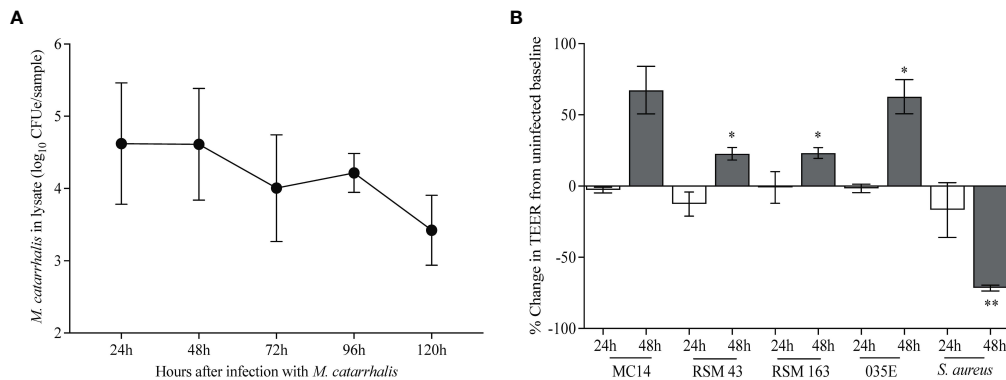 A
M. catarrhalis in lysate (log10 CFUe/sample)
6
5
4
3
2
24h 48h 72h 96h 120h
Hours after infection with M. catarrhalis
B
% Change in TEER from uninfected baseline
100
50
0
-50
-100
*
*
*
**
24h 48h 24h 48h 24h 48h 24h 48h 24h 48h
MC14 RSM 43 RSM 163 035E S. aureus